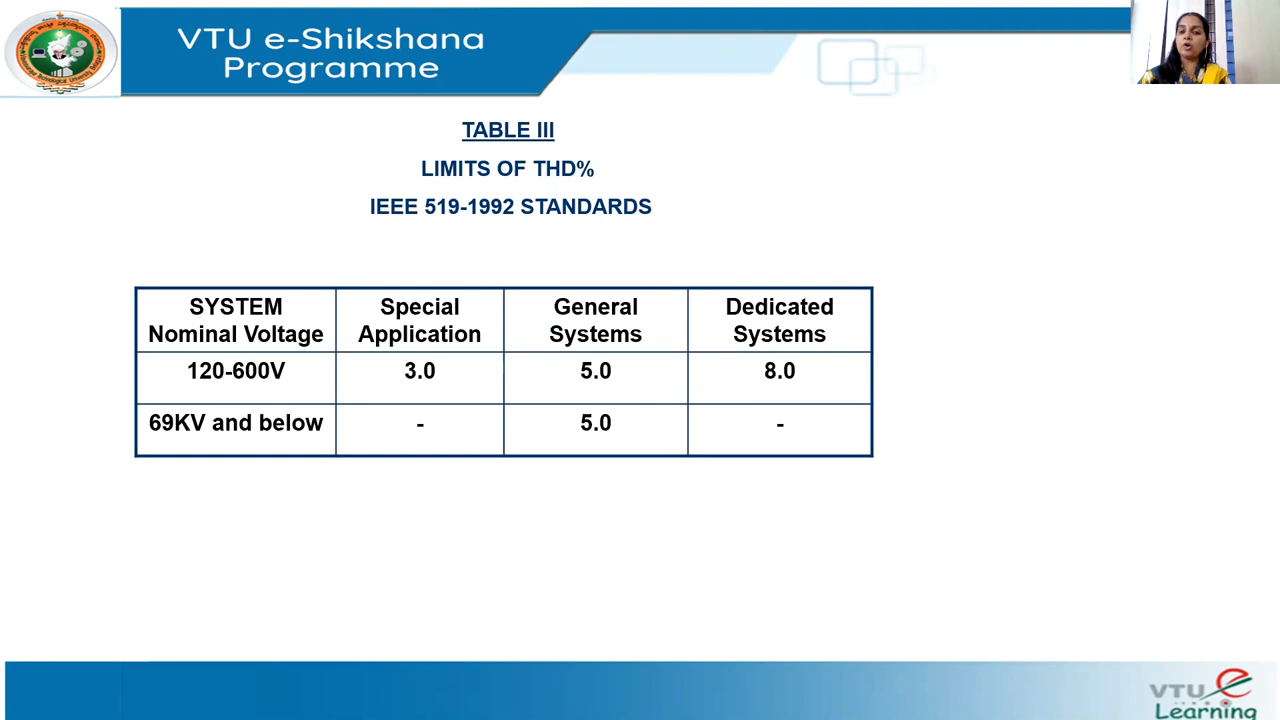 VTU e-Shikshana
Programme
TABLE III
LIMITS OF THD%
IEEE 519-1992 STANDARDS
SYSTEM Nominal Voltage
Special Application
General Systems
Dedicated Systems
120-600V
3.0
5.0
8.0
69KV and below
-
5.0
-
VTU
Learning